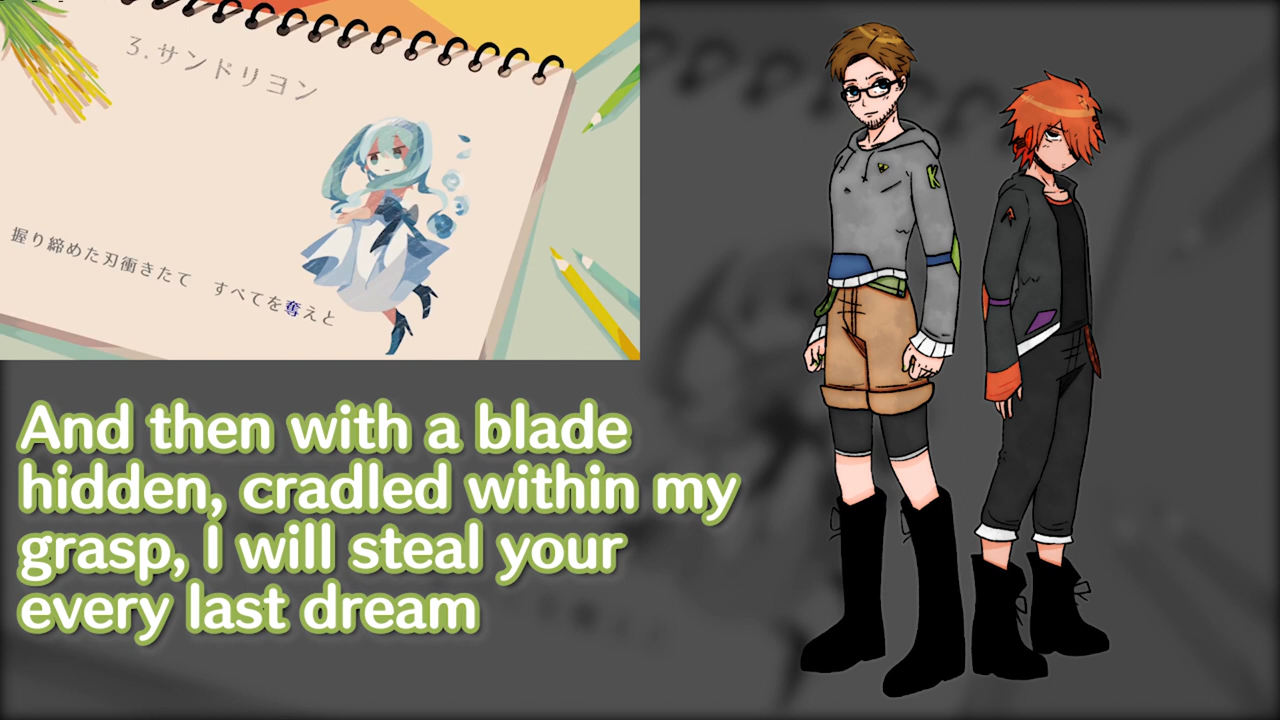 3.サンドリヨン
握り締めた刃衝きたて　すべてを奪えと
And then with a blade
hidden, cradled within my
grasp, I will steal your
every last dream
K